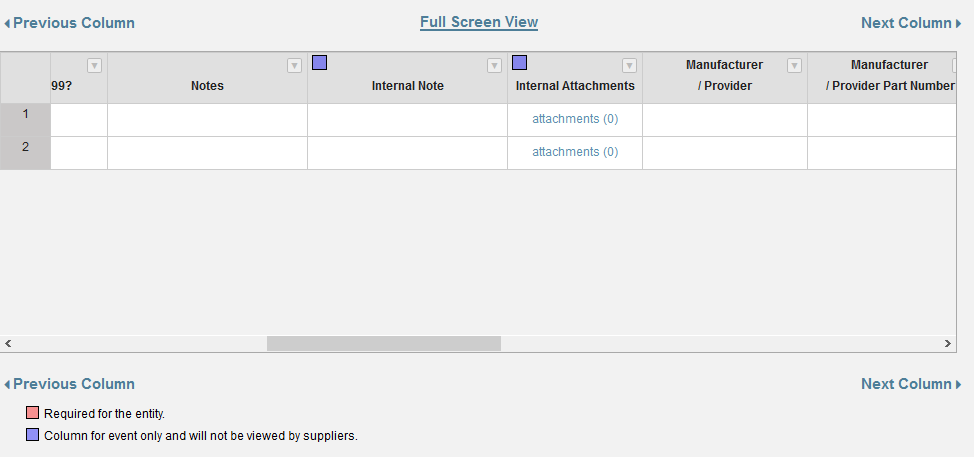 Previous Column
Full Screen View
Next Column
99?
Notes
Internal Note
Internal Attachments
Manufacturer
/ Provider
Manufacturer
/ Provider Part Number
1
attachments (0)
2
attachments (0)
Previous Column
Next Column
Required for the entity.
Column for event only and will not be viewed by suppliers.